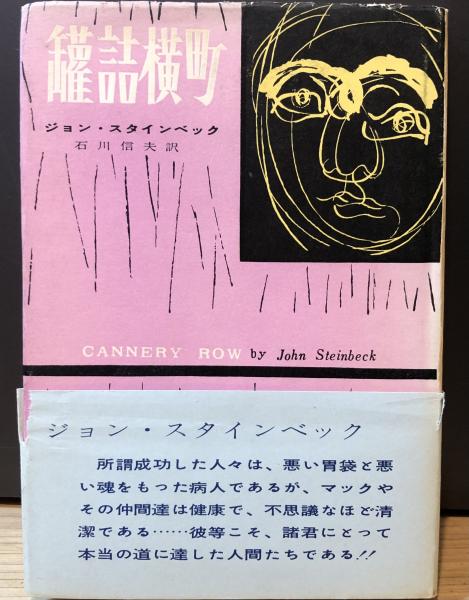 罐詰横町
ジョン・スタインベック
石川信夫訳
CANNERY ROW by John Steinbeck
ジョン・スタインベック
所謂成功した人々は、悪い胃袋と悪
い魂をもった病人であるが、マックや
その仲間達は健康で、不思議なほど清
潔である……彼等こそ、諸君にとって
本当の道に達した人間たちである!!